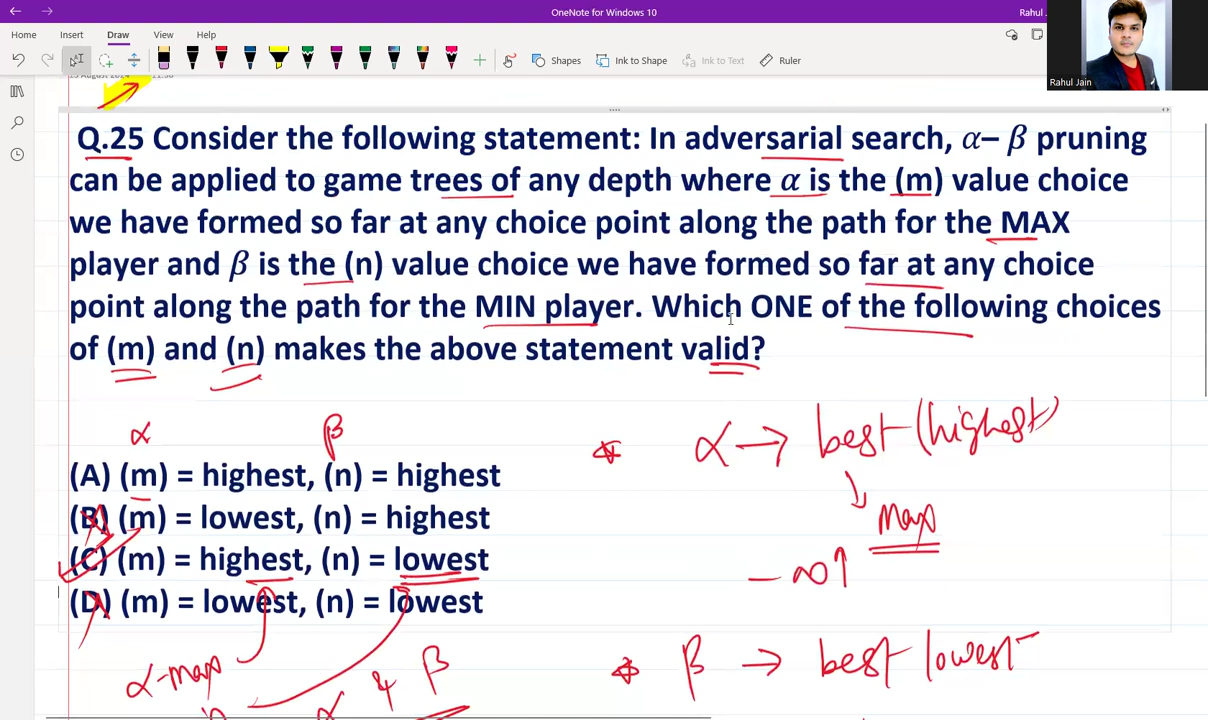 OneNote for Windows 10
Rahul J
Home Insert Draw View Help
Shapes Ink to Shape Ink to Text Ruler
Rahul Jain
Q.25 Consider the following statement: In adversarial search, α– β pruning
can be applied to game trees of any depth where α is the (m) value choice
we have formed so far at any choice point along the path for the MAX
player and β is the (n) value choice we have formed so far at any choice
point along the path for the MIN player. Which ONE of the following choices
of (m) and (n) makes the above statement valid?
α β
α → best (highest)
(A) (m) = highest, (n) = highest
(B) (m) = lowest, (n) = highest
Max
(C) (m) = highest, (n) = lowest
– ∞ ↑
(D) (m) = lowest, (n) = lowest
β → best lowest
α-max
α & β